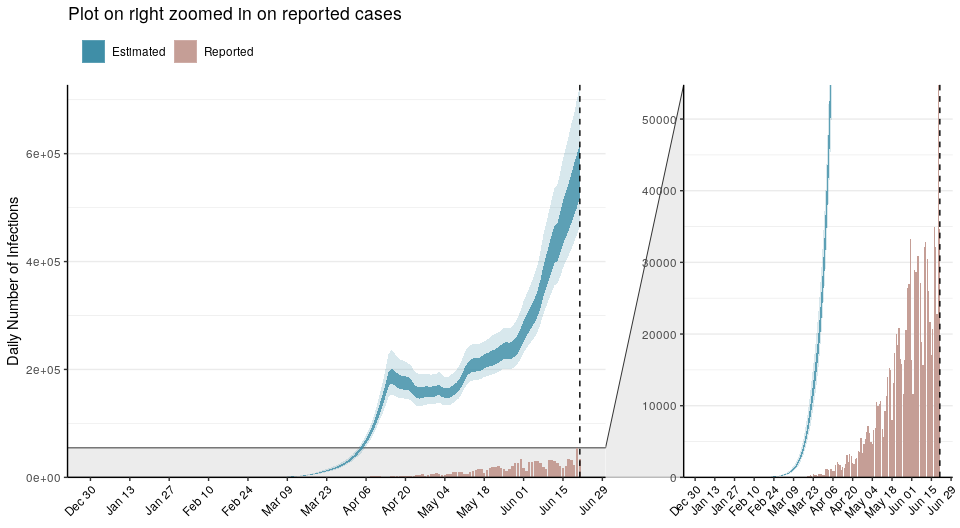 Plot on right zoomed in on reported cases
Estimated Reported
Daily Number of Infections
6e+05
4e+05
2e+05
0e+00
Dec 30 Jan 13 Jan 27 Feb 10 Feb 24 Mar 09 Mar 23 Apr 06 Apr 20 May 04 May 18 Jun 01 Jun 15 Jun 29
50000
40000
30000
20000
10000
0
Dec 30 Jan 13 Jan 27 Feb 10 Feb 24 Mar 09 Mar 23 Apr 06 Apr 20 May 04 May 18 Jun 01 Jun 15 Jun 29